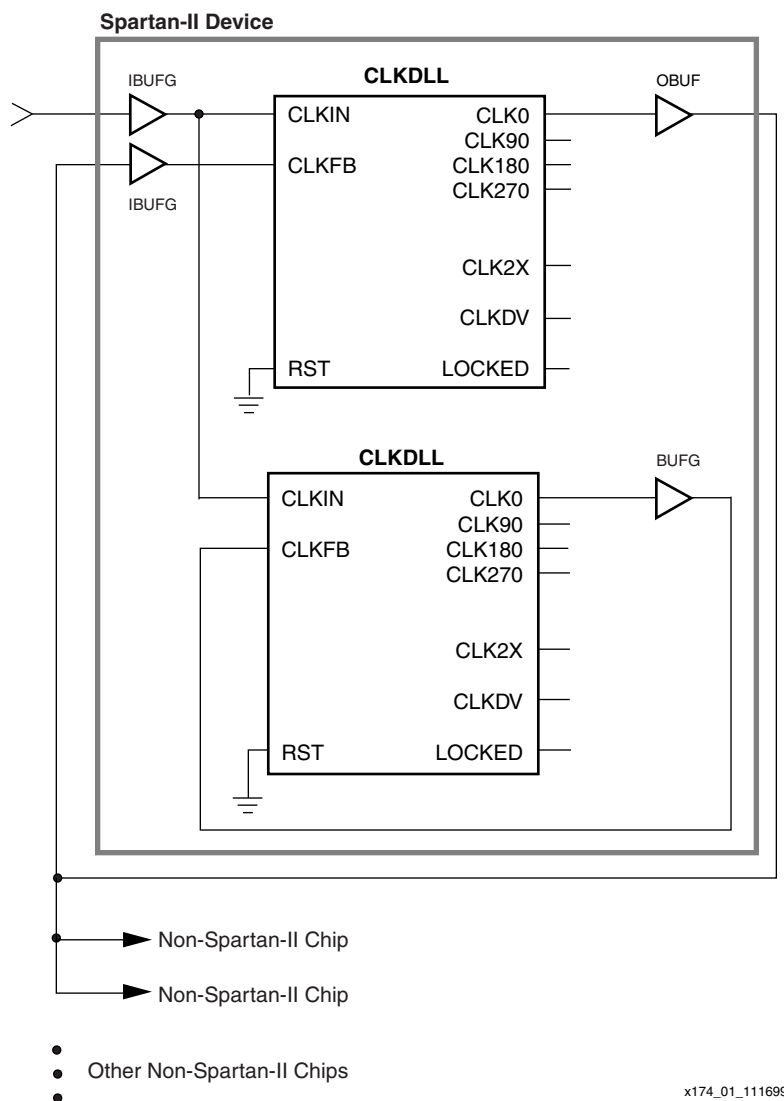 Spartan-II Device
IBUFG
IBUFG
CLKDLL
CLKIN
CLKFB
RST
CLK0
CLK90
CLK180
CLK270
CLK2X
CLKDV
LOCKED
OBUF
CLKDLL
CLKIN
CLKFB
RST
CLK0
CLK90
CLK180
CLK270
CLK2X
CLKDV
LOCKED
BUFG
Non-Spartan-II Chip
Non-Spartan-II Chip
Other Non-Spartan-II Chips
x174_01_111699